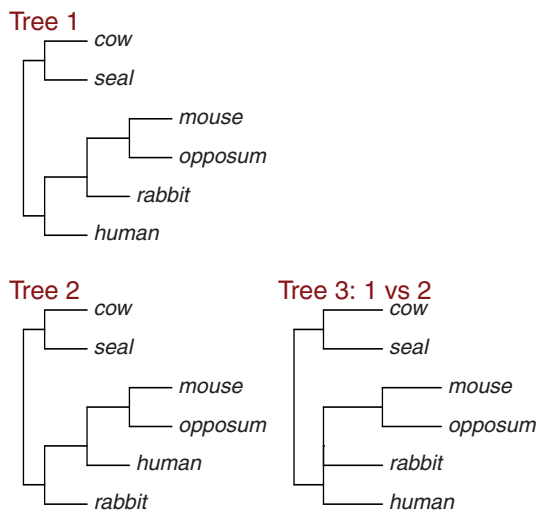 Tree 1
cow
seal
mouse
opposum
rabbit
human
Tree 2
cow
seal
mouse
opposum
human
rabbit
Tree 3: 1 vs 2
cow
seal
mouse
opposum
rabbit
human